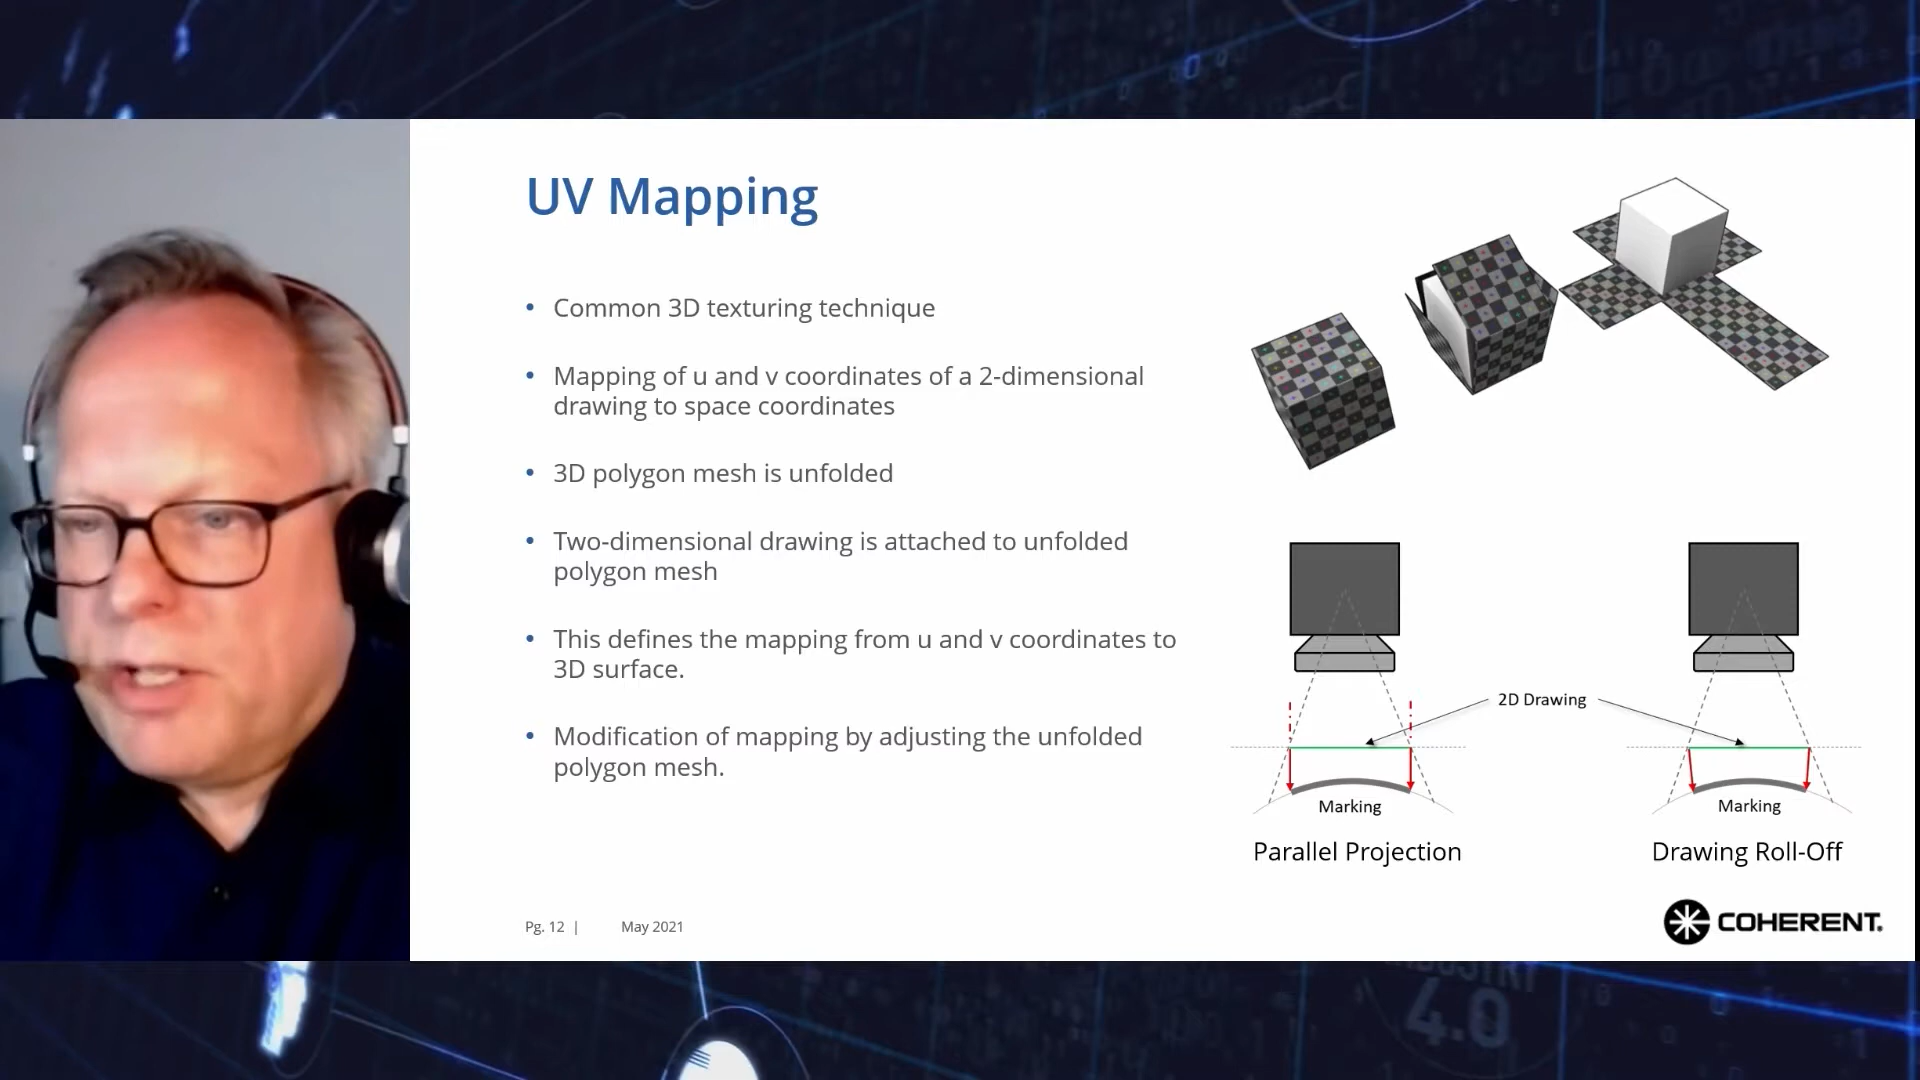 UV Mapping
• Common 3D texturing technique
• Mapping of u and v coordinates of a 2-dimensional
drawing to space coordinates
• 3D polygon mesh is unfolded
• Two-dimensional drawing is attached to unfolded
polygon mesh
• This defines the mapping from u and v coordinates to
3D surface.
• Modification of mapping by adjusting the unfolded
polygon mesh.
2D Drawing
Marking
Marking
Parallel Projection
Drawing Roll-Off
Pg. 12 |
May 2021
COHERENT.
INDUSTRY
4.0